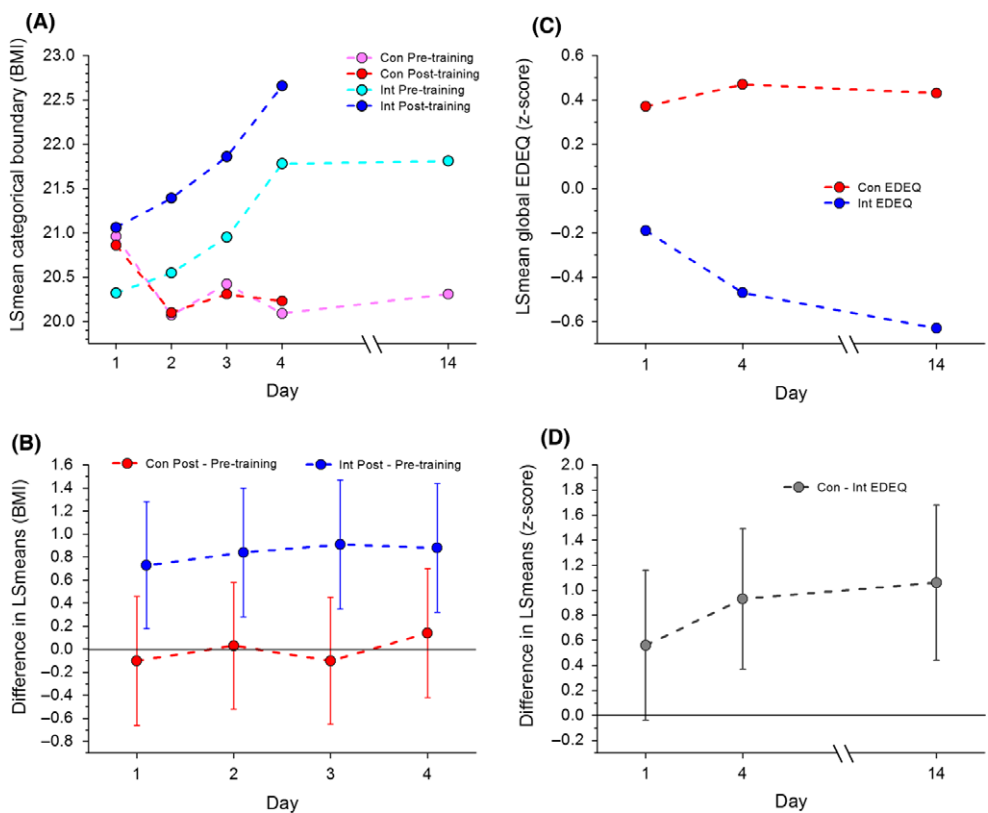 (A)
LSmean categorical boundary (BMI)
23.0
22.5
22.0
21.5
21.0
20.5
20.0
Con Pre-training
Con Post-training
Int Pre-training
Int Post-training
1 2 3 4 14
Day
(C)
LSmean global EDEQ (z-score)
0.6
0.4
0.2
0.0
–0.2
–0.4
–0.6
Con EDEQ
Int EDEQ
1 4 14
Day
(B)
Difference in LSmeans (BMI)
1.6
1.4
1.2
1.0
0.8
0.6
0.4
0.2
0.0
–0.2
–0.4
–0.6
–0.8
Con Post - Pre-training Int Post - Pre-training
1 2 3 4
Day
(D)
Difference in LSmeans (z-score)
2.0
1.8
1.6
1.4
1.2
1.0
0.8
0.6
0.4
0.2
0.0
–0.2
Con - Int EDEQ
1 4 14
Day